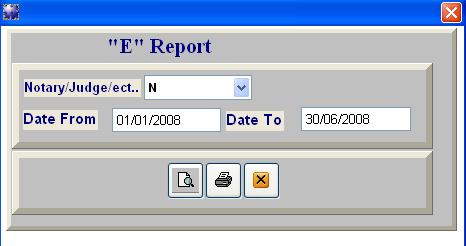 "E" Report
Notary/Judge/ect.. N
Date From 01/01/2008 Date To 30/06/2008